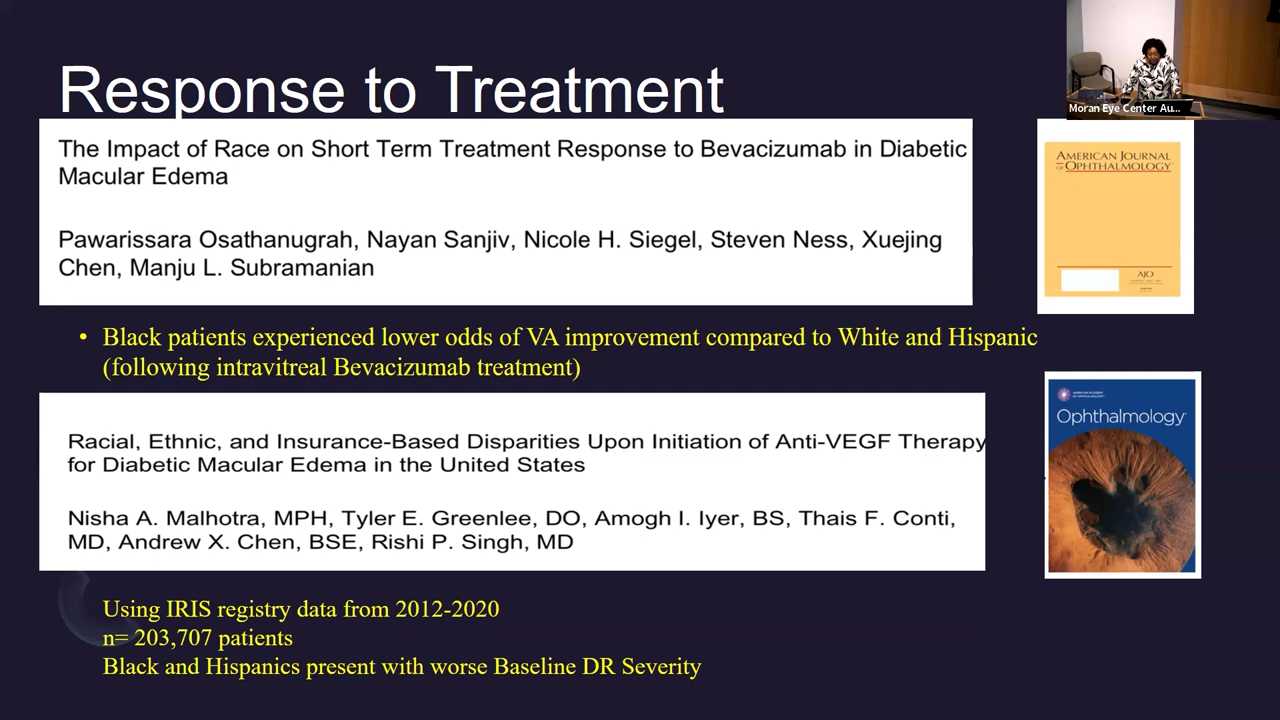 Response to Treatment
Moran Eye Center Au...
The Impact of Race on Short Term Treatment Response to Bevacizumab in Diabetic
Macular Edema
Pawarissara Osathanugrah, Nayan Sanjiv, Nicole H. Siegel, Steven Ness, Xuejing
Chen, Manju L. Subramanian
AMERICAN JOURNAL
OF OPHTHALMOLOGY
AJO
• Black patients experienced lower odds of VA improvement compared to White and Hispanic
(following intravitreal Bevacizumab treatment)
Racial, Ethnic, and Insurance-Based Disparities Upon Initiation of Anti-VEGF Therapy
for Diabetic Macular Edema in the United States
Nisha A. Malhotra, MPH, Tyler E. Greenlee, DO, Amogh I. Iyer, BS, Thais F. Conti,
MD, Andrew X. Chen, BSE, Rishi P. Singh, MD
AMERICAN ACADEMY
OF OPHTHALMOLOGY
Ophthalmology
Using IRIS registry data from 2012-2020
n= 203,707 patients
Black and Hispanics present with worse Baseline DR Severity